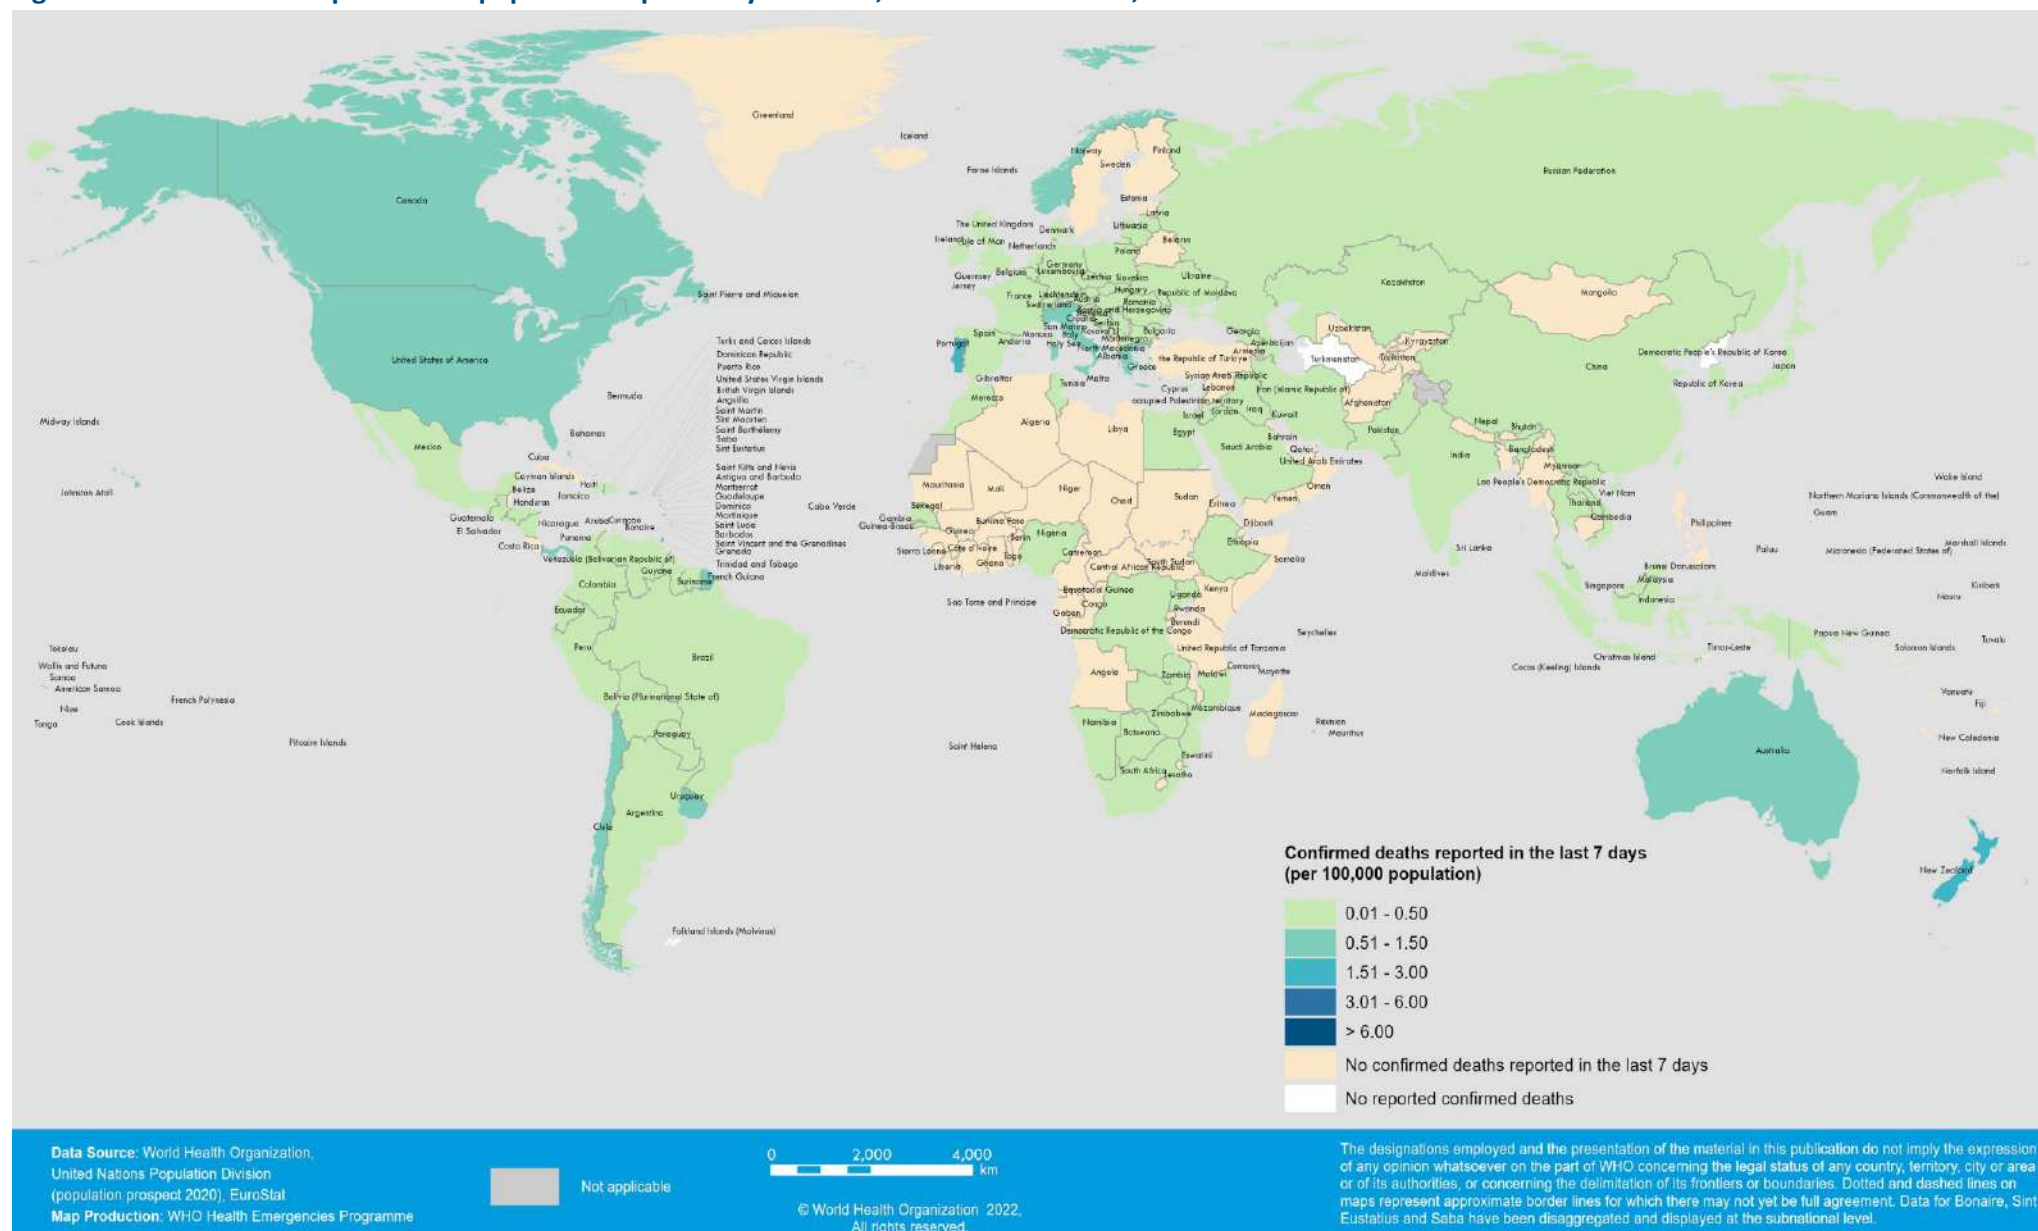 Greenland
Iceland
Faroe Islands
Norway
Sweden
Finland
Russian Federation
Canada
Estonia
Latvia
Lithuania
The United Kingdom
Denmark
Ireland
Isle of Man
Netherlands
Belarus
Poland
Germany
Guernsey
Belgium
Luxembourg
Czechia
Slovakia
Ukraine
Jersey
Kazakhstan
Mongolia
Saint Pierre and Miquelon
France
Liechtenstein
Austria
Hungary
Republic of Moldova
Switzerland
Romania
Bosnia and Herzegovina
Croatia
San Marino
Serbia
Spain
Monaco
Italy
Kosovo
Bulgaria
Georgia
Uzbekistan
Portugal
Andorra
Holy See
Montenegro
North Macedonia
Azerbaijan
Armenia
Kyrgyzstan
Albania
the Republic of Türkiye
Turkmenistan
Tajikistan
Democratic People's Republic of Korea
United States of America
Greece
China
Japan
Gibraltar
Tunisia
Malta
Syrian Arab Republic
Republic of Korea
Cyprus
Lebanon
Iran (Islamic Republic of)
Morocco
occupied Palestinian territory
Afghanistan
Israel
Jordan
Iraq
Kuwait
Turks and Caicos Islands
Dominican Republic
Puerto Rico
United States Virgin Islands
British Virgin Islands
Anguilla
Saint Martin
Sint Maarten
Saint Barthélemy
Saba
Sint Eustatius
Saint Kitts and Nevis
Antigua and Barbuda
Montserrat
Guadeloupe
Dominica
Martinique
Saint Lucia
Barbados
Saint Vincent and the Grenadines
Grenada
Trinidad and Tobago
French Guiana
Bermuda
Midway Islands
Algeria
Libya
Egypt
Pakistan
Nepal
Bhutan
Bahamas
Bahrain
Mexico
Saudi Arabia
Qatar
Bangladesh
Cuba
United Arab Emirates
India
Myanmar
Cayman Islands
Haiti
Lao People's Democratic Republic
Wake Island
Belize
Jamaica
Mauritania
Mali
Niger
Oman
Viet Nam
Johnston Atoll
Honduras
Chad
Sudan
Eritrea
Yemen
Thailand
Northern Mariana Islands (Commonwealth of the)
Cabo Verde
Senegal
Guam
Guatemala
Nicaragua
Aruba
Curaçao
Bonaire
Gambia
Guinea-Bissau
Burkina Faso
Djibouti
Cambodia
Philippines
El Salvador
Guinea
Benin
Nigeria
Panama
Costa Rica
Sierra Leone
Côte d'Ivoire
Togo
Cameroon
Ethiopia
Sri Lanka
Palau
Marshall Islands
Micronesia (Federated States of)
Venezuela (Bolivarian Republic of)
Liberia
Ghana
Central African Republic
South Sudan
Somalia
Guyana
Suriname
Maldives
Brunei Darussalam
Malaysia
Colombia
Equatorial Guinea
Uganda
Kenya
Singapore
Kiribati
Indonesia
Nauru
Ecuador
Sao Tome and Principe
Gabon
Congo
Rwanda
Burundi
Democratic Republic of the Congo
Seychelles
Papua New Guinea
Tuvalu
Tokelau
Peru
Brazil
United Republic of Tanzania
Timor-Leste
Solomon Islands
Wallis and Futuna
Christmas Island
Cocos (Keeling) Islands
Samoa
Angola
Zambia
Malawi
Comoros
Mayotte
American Samoa
French Polynesia
Bolivia (Plurinational State of)
Vanuatu
Niue
Fiji
Tonga
Cook Islands
Zimbabwe
Mozambique
Madagascar
Namibia
Réunion
Mauritius
Paraguay
Botswana
Pitcairn Islands
New Caledonia
Saint Helena
Eswatini
Australia
South Africa
Lesotho
Norfolk Island
Uruguay
Argentina
Chile
New Zealand
Falkland Islands (Malvinas)
Confirmed deaths reported in the last 7 days
(per 100,000 population)
0.01 - 0.50
0.51 - 1.50
1.51 - 3.00
3.01 - 6.00
> 6.00
No confirmed deaths reported in the last 7 days
No reported confirmed deaths
Data Source: World Health Organization,
United Nations Population Division
(population prospect 2020), EuroStat
Map Production: WHO Health Emergencies Programme
Not applicable
0 2,000 4,000
km
© World Health Organization 2022,
All rights reserved
The designations employed and the presentation of the material in this publication do not imply the expression
of any opinion whatsoever on the part of WHO concerning the legal status of any country, territory, city or area
or of its authorities, or concerning the delimitation of its frontiers or boundaries. Dotted and dashed lines on
maps represent approximate border lines for which there may not yet be full agreement. Data for Bonaire, Sint
Eustatius and Saba have been disaggregated and displayed at the subnational level.